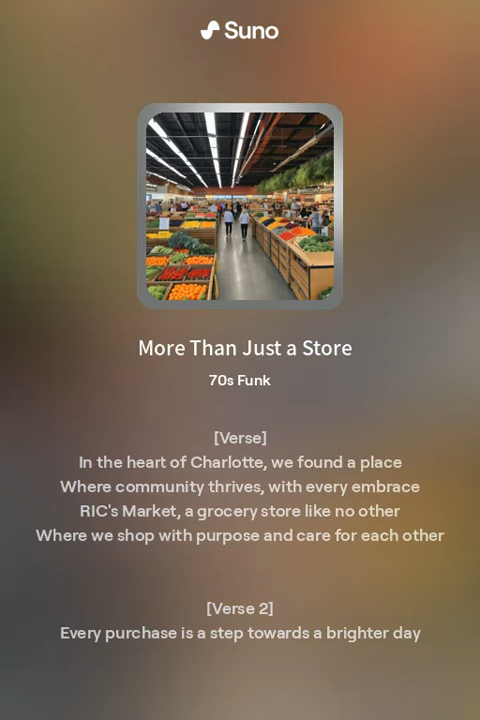 Suno
More Than Just a Store
70s Funk
[Verse]
In the heart of Charlotte, we found a place
Where community thrives, with every embrace
RIC's Market, a grocery store like no other
Where we shop with purpose and care for each other
[Verse 2]
Every purchase is a step towards a brighter day